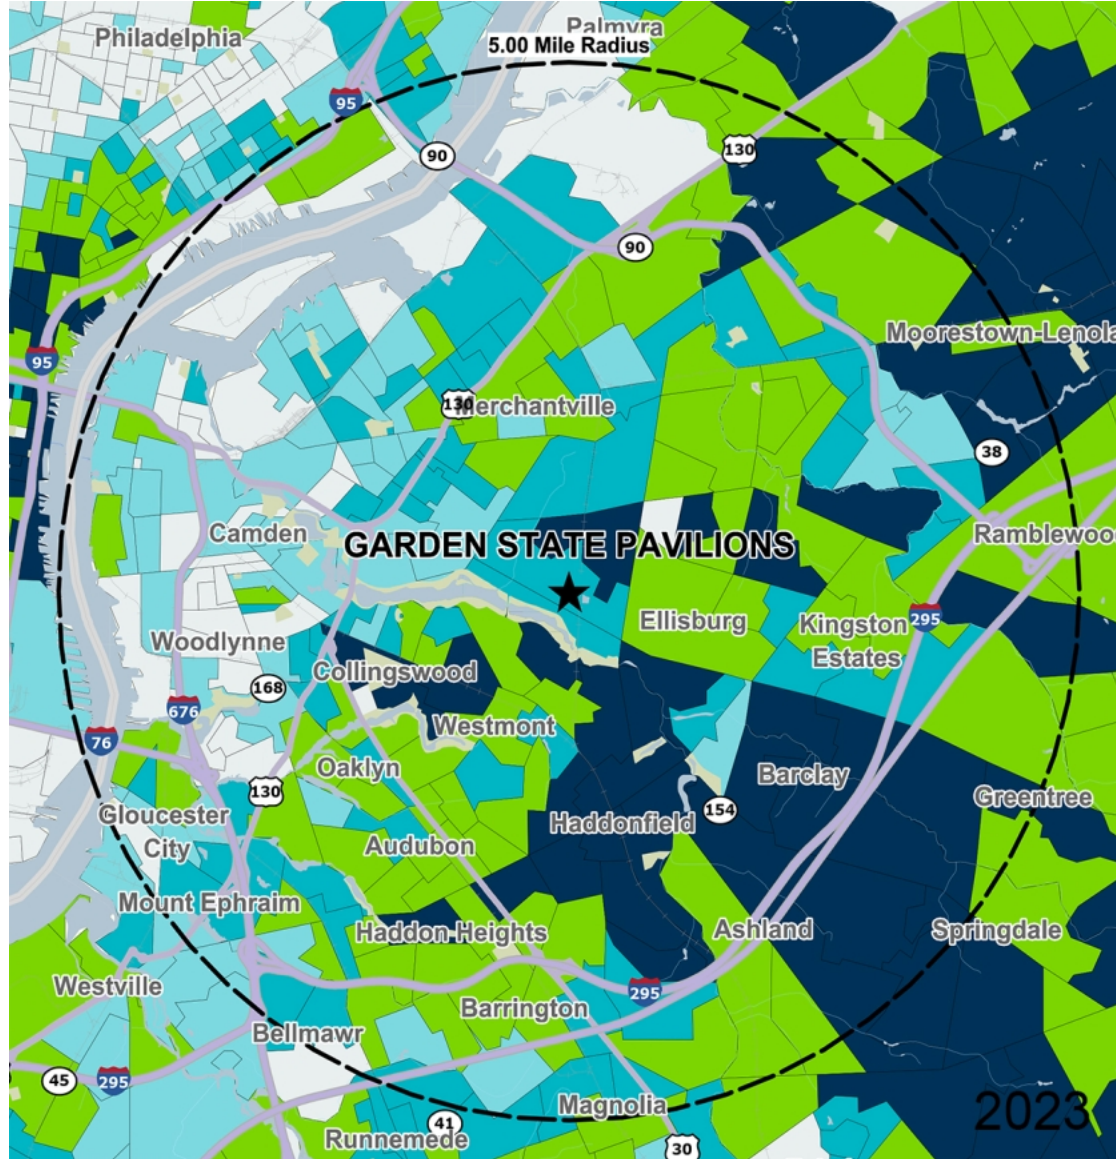 Palmyra
Philadelphia
5.00 Mile Radius
95
90
130
90
Moorestown-Lenola
95
130
Merchantville
38
Camden
GARDEN STATE PAVILIONS
Ramblewoo
Ellisburg
Kingston
Estates
295
Woodlynne
Collingswood
168
676
Westmont
76
Oaklyn
Barclay
130
Greentree
154
Gloucester
City
Haddonfield
Audubon
Mount Ephraim
Haddon Heights
Ashland
Springdale
Westville
295
Barrington
Bellmawr
45
295
Magnolia
2023
41
Runnemede
30